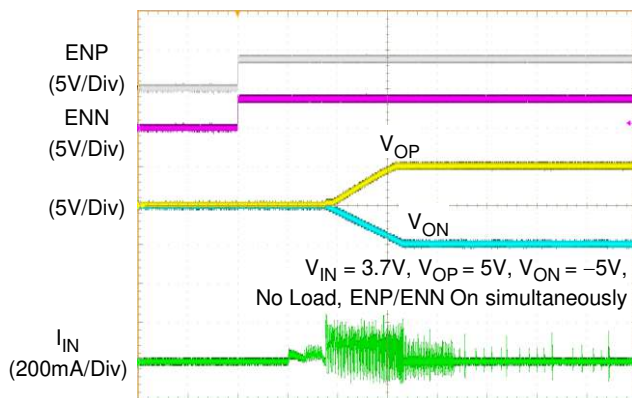 ENP
(5V/Div)
ENN
(5V/Div)
V_OP
(5V/Div)
V_ON
V_IN = 3.7V, V_OP = 5V, V_ON = −5V,
No Load, ENP/ENN On simultaneously
I_IN
(200mA/Div)